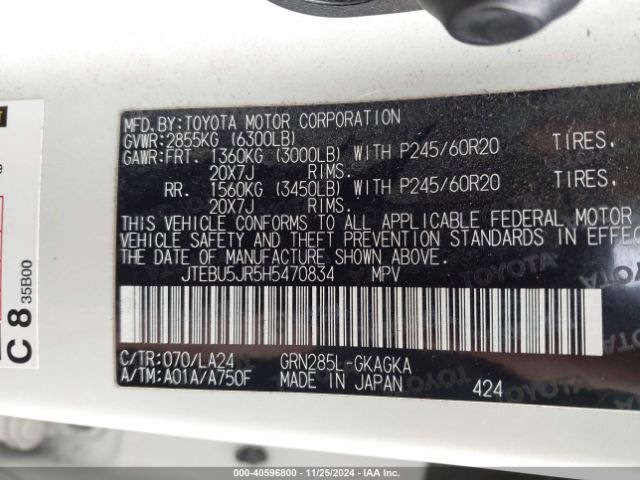 MFD.BY:TOYOTA MOTOR CORPORATION
GVWR:2855KG (6300LB)
GAWR:FRT. 1360KG (3000LB) WITH P245/60R20 TIRES,
20X7J RIMS.
RR. 1560KG (3450LB) WITH P245/60R20 TIRES,
20X7J RIMS.
THIS VEHICLE CONFORMS TO ALL APPLICABLE FEDERAL MOTOR
VEHICLE SAFETY AND THEFT PREVENTION STANDARDS IN EFFEC
THE DATE OF MANUFACTURE SHOWN ABOVE.
JTEBU5JR5H5470834 MPV
C/TR:070/LA24 GRN285L-GKAGKA
A/TM:A01A/A750F MADE IN JAPAN 424
C 8 35B00
000-40596800 - 11/25/2024 - IAA Inc.